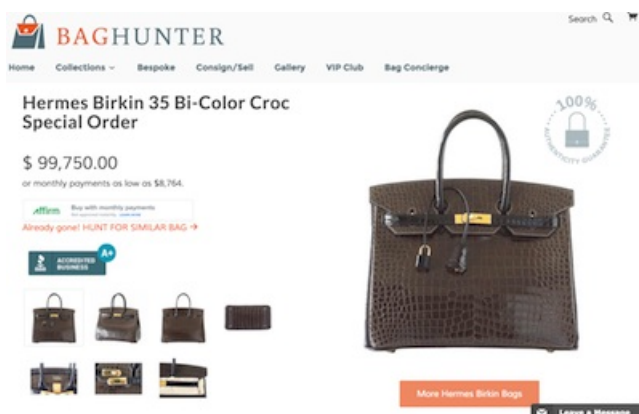 BAGHUNTER
Search
Home Collections Bespoke Consign/Sell Gallery VIP Club Bag Concierge
Hermes Birkin 35 Bi-Color Croc
Special Order
100%
AUTHENTICITY GUARANTEE
$ 99,750.00
or monthly payments as low as $8,764.
affirm Buy with monthly payments
Already gone! HUNT FOR SIMILAR BAG →
ACCREDITED
BUSINESS
A+
More Hermes Birkin Bags
Leave a Message